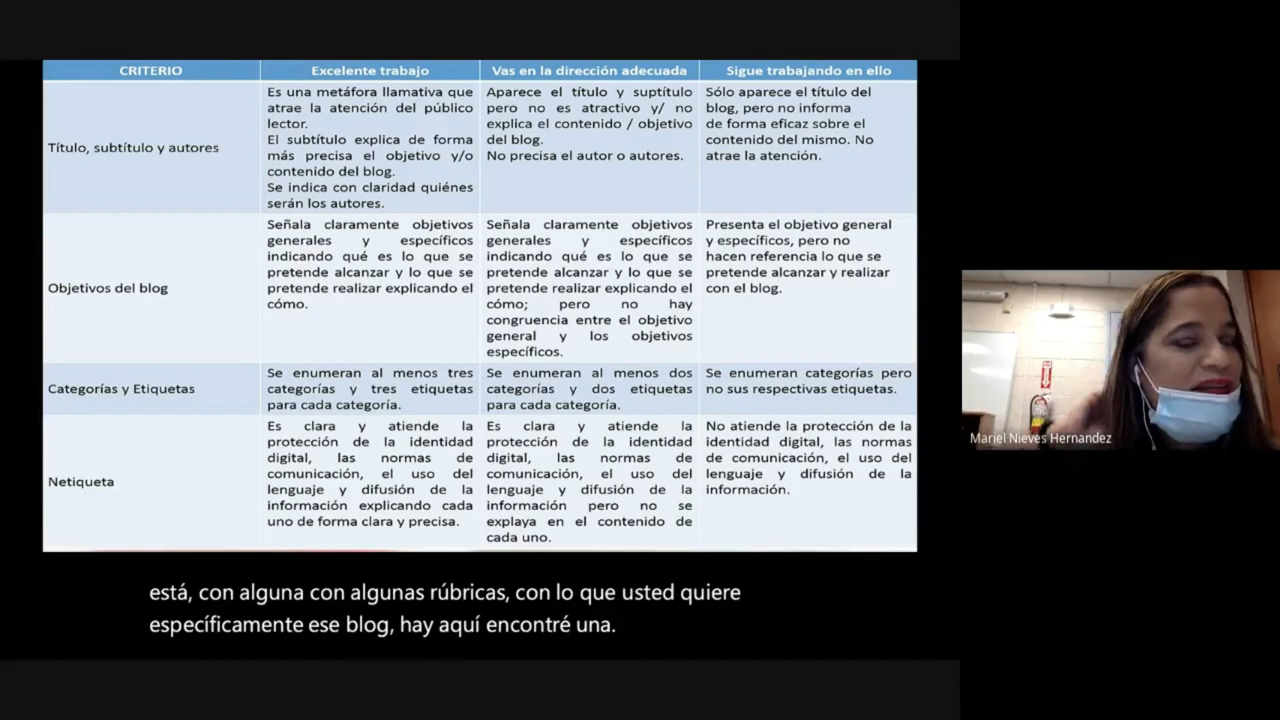 CRITERIO
Excelente trabajo
Vas en la dirección adecuada
Sigue trabajando en ello
Título, subtítulo y autores
Es una metáfora llamativa que
atrae la atención del público
lector.
El subtítulo explica de forma
más precisa el objetivo y/o
contenido del blog.
Se indica con claridad quiénes
serán los autores.
Aparece el título y suptítulo
pero no es atractivo y/ no
explica el contenido / objetivo
del blog.
No precisa el autor o autores.
Sólo aparece el título del
blog, pero no informa
de forma eficaz sobre el
contenido del mismo. No
atrae la atención.
Objetivos del blog
Señala claramente objetivos
generales y específicos
indicando qué es lo que se
pretende alcanzar y lo que se
pretende realizar explicando el
cómo.
Señala claramente objetivos
generales y específicos
indicando qué es lo que se
pretende alcanzar y lo que se
pretende realizar explicando el
cómo; pero no hay
congruencia entre el objetivo
general y los objetivos
específicos.
Presenta el objetivo general
y específicos, pero no
hacen referencia lo que se
pretende alcanzar y realizar
con el blog.
Categorías y Etiquetas
Se enumeran al menos tres
categorías y tres etiquetas
para cada categoría.
Se enumeran al menos dos
categorías y dos etiquetas
para cada categoría.
Se enumeran categorías pero
no sus respectivas etiquetas.
Netiqueta
Es clara y atiende la
protección de la identidad
digital, las normas de
comunicación, el uso del
lenguaje y difusión de la
información explicando cada
uno de forma clara y precisa.
Es clara y atiende la
protección de la identidad
digital, las normas de
comunicación, el uso del
lenguaje y difusión de la
información pero no se
explaya en el contenido de
cada uno.
No atiende la protección de la
identidad digital, las normas
de comunicación, el uso del
lenguaje y difusión de la
información.
Mariel Nieves Hernandez
está, con alguna con algunas rúbricas, con lo que usted quiere
específicamente ese blog, hay aquí encontré una.